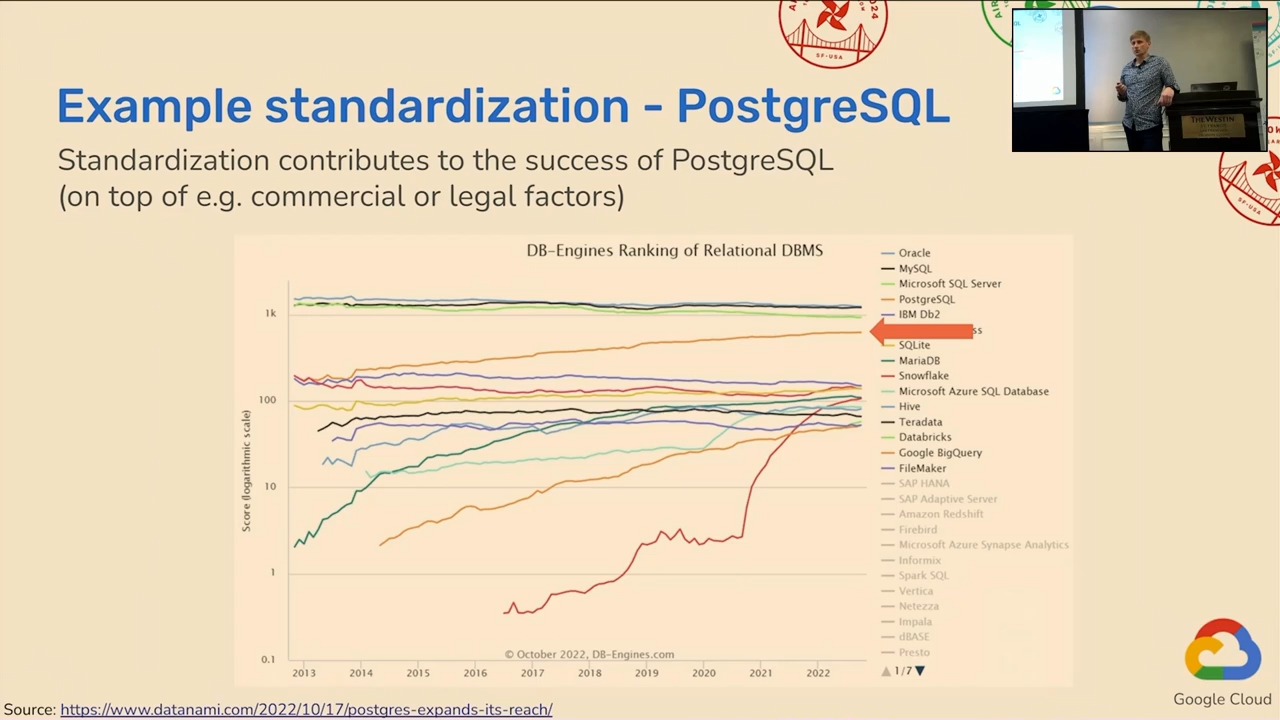 Example standardization - PostgreSQL
Standardization contributes to the success of PostgreSQL
(on top of e.g. commercial or legal factors)
DB-Engines Ranking of Relational DBMS
Score (logarithmic scale)
1k
100
10
1
0.1
2013 2014 2015 2016 2017 2018 2019 2020 2021 2022
© October 2022, DB-Engines.com
Oracle
MySQL
Microsoft SQL Server
PostgreSQL
IBM Db2
ss
SQLite
MariaDB
Snowflake
Microsoft Azure SQL Database
Hive
Teradata
Databricks
Google BigQuery
FileMaker
SAP HANA
SAP Adaptive Server
Amazon Redshift
Firebird
Microsoft Azure Synapse Analytics
Informix
Spark SQL
Vertica
Netezza
Impala
dBASE
Presto
1/7
Google Cloud
Source: https://www.datanami.com/2022/10/17/postgres-expands-its-reach/
SF-USA
THE WESTIN